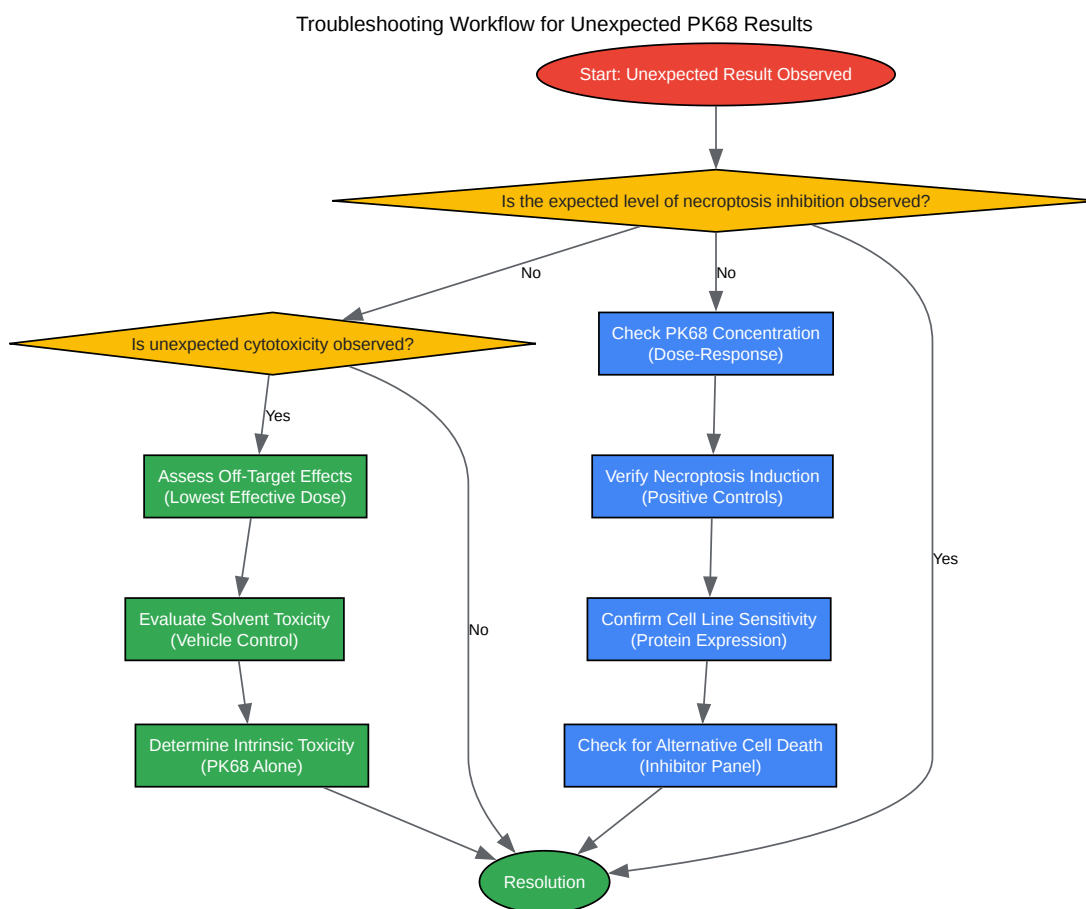 Troubleshooting Workflow for Unexpected PK68 Results
Start: Unexpected Result Observed
Is the expected level of necroptosis inhibition observed?
No
No
Is unexpected cytotoxicity observed?
Check PK68 Concentration
(Dose-Response)
Yes
Assess Off-Target Effects
(Lowest Effective Dose)
Verify Necroptosis Induction
(Positive Controls)
Yes
Evaluate Solvent Toxicity
(Vehicle Control)
No
Confirm Cell Line Sensitivity
(Protein Expression)
Determine Intrinsic Toxicity
(PK68 Alone)
Check for Alternative Cell Death
(Inhibitor Panel)
Resolution